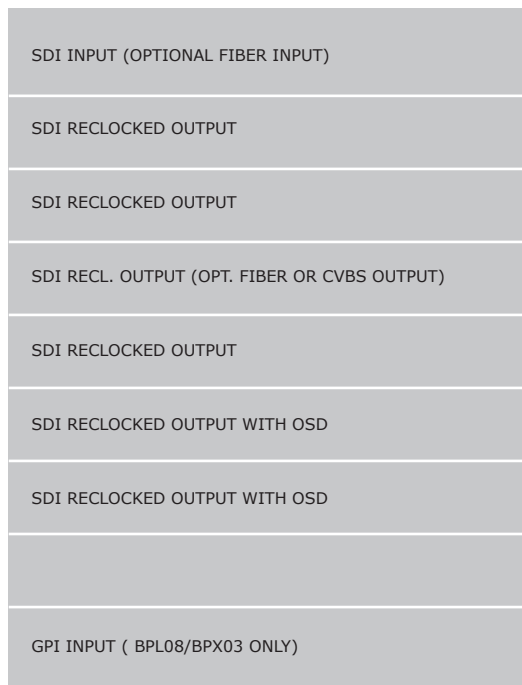 SDI INPUT (OPTIONAL FIBER INPUT)
SDI RECLOCKED OUTPUT
SDI RECLOCKED OUTPUT
SDI RECL. OUTPUT (OPT. FIBER OR CVBS OUTPUT)
SDI RECLOCKED OUTPUT
SDI RECLOCKED OUTPUT WITH OSD
SDI RECLOCKED OUTPUT WITH OSD
GPI INPUT ( BPL08/BPX03 ONLY)